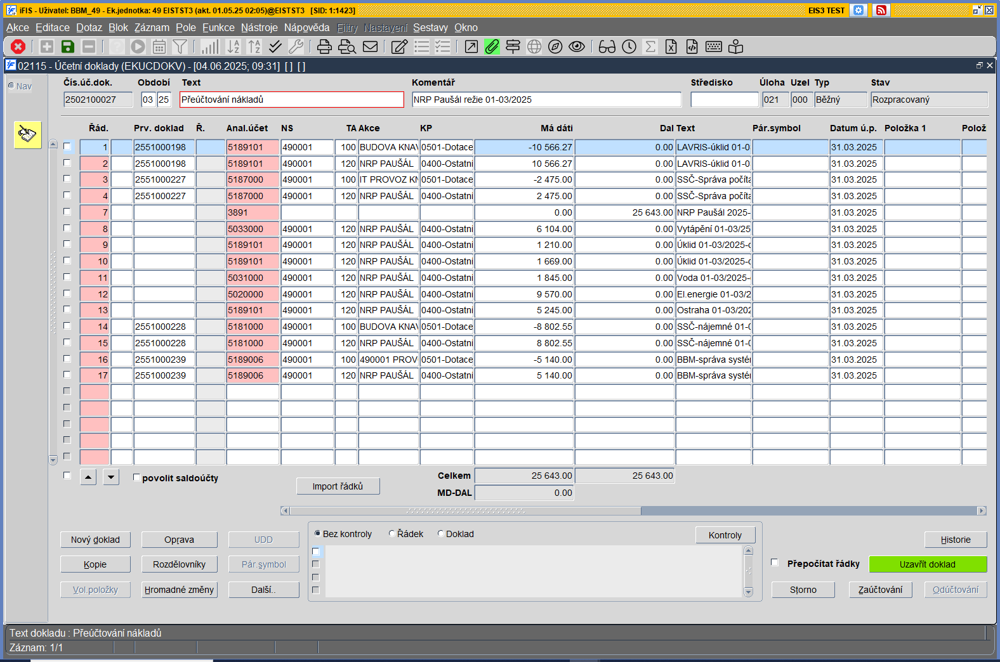 iFIS - Uživatel: BBM_49 - Ek.jednotka: 49 EISTST3 (akt. 01.05.25 02:05)@EISTST3 [SID: 1:1423] EIS3 TEST
Akce Editace Dotaz Blok Záznam Pole Funkce Nástroje Nápověda Filtry Nastavení Sestavy Okno
02115 - Účetní doklady (EKUCDOKV) - [04.06.2025; 09:31] [ ] [ ]
Nav
Čís.úč.dok. Období Text Komentář Středisko Úloha Uzel Typ Stav
2502100027 03 25 Přeúčtování nákladů NRP Paušál režie 01-03/2025 021 000 Běžný Rozpracovaný
Řád. Prv. doklad Ř. Anal.účet NS TA Akce KP Má dáti Dal Text Pár.symbol Datum ú.p. Položka 1 Polož
1 2551000198 5189101 490001 100 BUDOVA KNAV 0501-Dotace -10 566.27 0.00 LAVRIS-úklid 01-0 31.03.2025
2 2551000198 5189101 490001 120 NRP PAUŠÁL 0400-Ostatni 10 566.27 0.00 LAVRIS-úklid 01-0 31.03.2025
3 2551000227 5187000 490001 100 IT PROVOZ KN 0501-Dotace -2 475.00 0.00 SSČ-Správa počíta 31.03.2025
4 2551000227 5187000 490001 120 NRP PAUŠÁL 0400-Ostatni 2 475.00 0.00 SSČ-Správa počíta 31.03.2025
7 3891 0.00 25 643.00 NRP Paušál 2025- 31.03.2025
8 5033000 490001 120 NRP PAUŠÁL 0400-Ostatni 6 104.00 0.00 Vytápění 01-03/25 31.03.2025
9 5189101 490001 120 NRP PAUŠÁL 0400-Ostatni 1 210.00 0.00 Úklid 01-03/2025-c 31.03.2025
10 5189101 490001 120 NRP PAUŠÁL 0400-Ostatni 1 669.00 0.00 Úklid 01-03/2025-c 31.03.2025
11 5031000 490001 120 NRP PAUŠÁL 0400-Ostatni 1 845.00 0.00 Voda 01-03/2025- 31.03.2025
12 5020000 490001 120 NRP PAUŠÁL 0400-Ostatni 9 570.00 0.00 El.energie 01-03/2 31.03.2025
13 5189101 490001 120 NRP PAUŠÁL 0400-Ostatni 5 245.00 0.00 Ostraha 01-03/202 31.03.2025
14 2551000228 5181000 490001 100 BUDOVA KNAV 0501-Dotace -8 802.55 0.00 SSČ-nájemné 01-0 31.03.2025
15 2551000228 5181000 490001 120 NRP PAUŠÁL 0400-Ostatni 8 802.55 0.00 SSČ-nájemné 01-0 31.03.2025
16 2551000239 5189006 490001 100 490001 PROV 0501-Dotace -5 140.00 0.00 BBM-správa systér 31.03.2025
17 2551000239 5189006 490001 120 NRP PAUŠÁL 0400-Ostatni 5 140.00 0.00 BBM-správa systér 31.03.2025
povolit saldoúčty Import řádků Celkem 25 643.00 25 643.00
MD-DAL 0.00
Nový doklad Oprava UDD Bez kontroly Řádek Doklad Kontroly Historie
Kopie Rozdělovníky Pár.symbol Přepočítat řádky Uzavřít doklad
Vol.položky Hromadné změny Další.. Storno Zaúčtování Odúčtování
Text dokladu : Přeúčtování nákladů
Záznam: 1/1